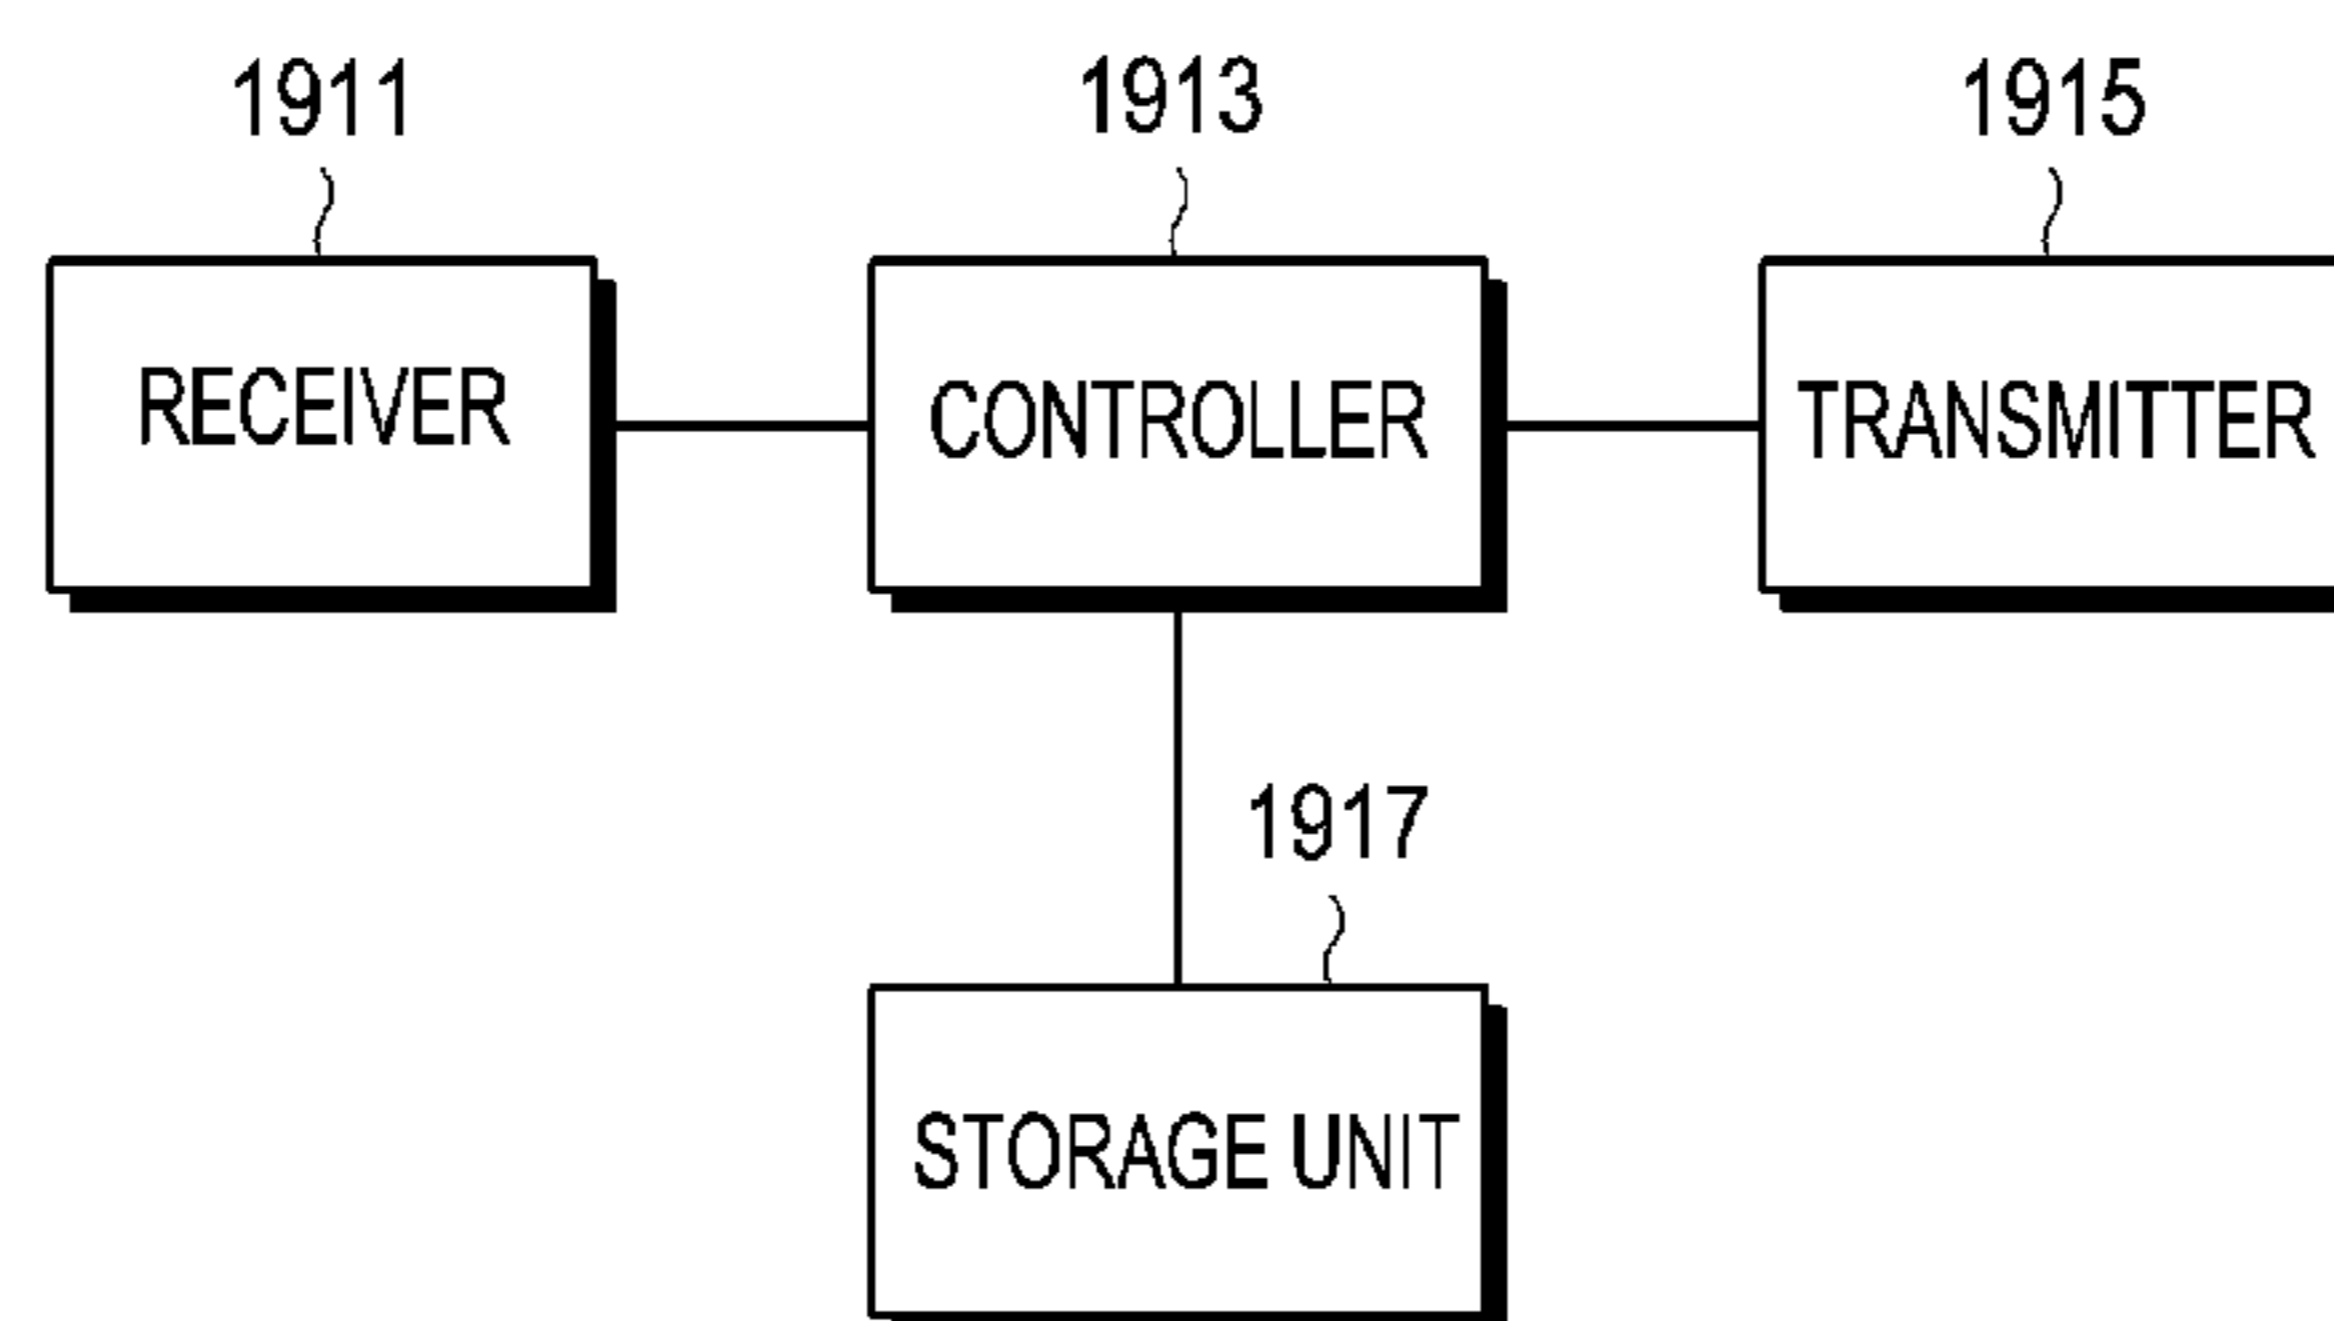 1911
1913
1915
RECEIVER
CONTROLLER
TRANSMITTER
1917
STORAGE UNIT